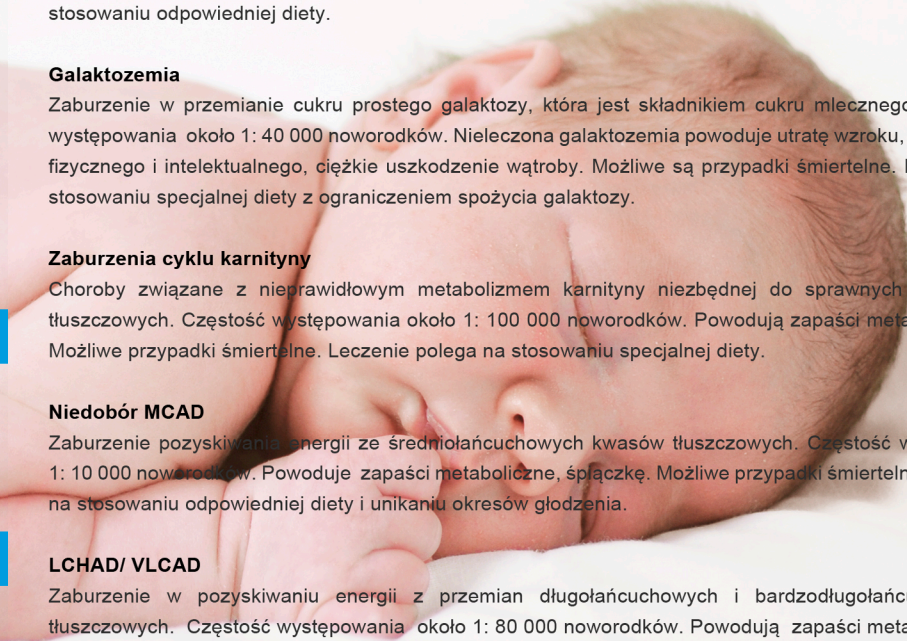 stosowaniu odpowiedniej diety.
Galaktozemia
Zaburzenie w przemianie cukru prostego galaktozy, która jest składnikiem cukru mlecznego
występowania około 1: 40 000 noworodków. Nieleczona galaktozemia powoduje utratę wzroku,
fizycznego i intelektualnego, ciężkie uszkodzenie wątroby. Możliwe są przypadki śmiertelne.
stosowaniu specjalnej diety z ograniczeniem spożycia galaktozy.
Zaburzenia cyklu karnityny
Choroby związane z nieprawidłowym metabolizmem karnityny niezbędnej do sprawnych
tłuszczowych. Częstość występowania około 1: 100 000 noworodków. Powodują zapaści meta
Możliwe przypadki śmiertelne. Leczenie polega na stosowaniu specjalnej diety.
Niedobór MCAD
Zaburzenie pozyskiwania energii ze średniołańcuchowych kwasów tłuszczowych. Częstość w
1: 10 000 noworodków. Powoduje zapaści metaboliczne, śpiączkę. Możliwe przypadki śmierteln
na stosowaniu odpowiedniej diety i unikaniu okresów głodzenia.
LCHAD/ VLCAD
Zaburzenie w pozyskiwaniu energii z przemian długołańcuchowych i bardzodługołańc
tłuszczowych. Częstość występowania około 1: 80 000 noworodków. Powodują zapaści meta